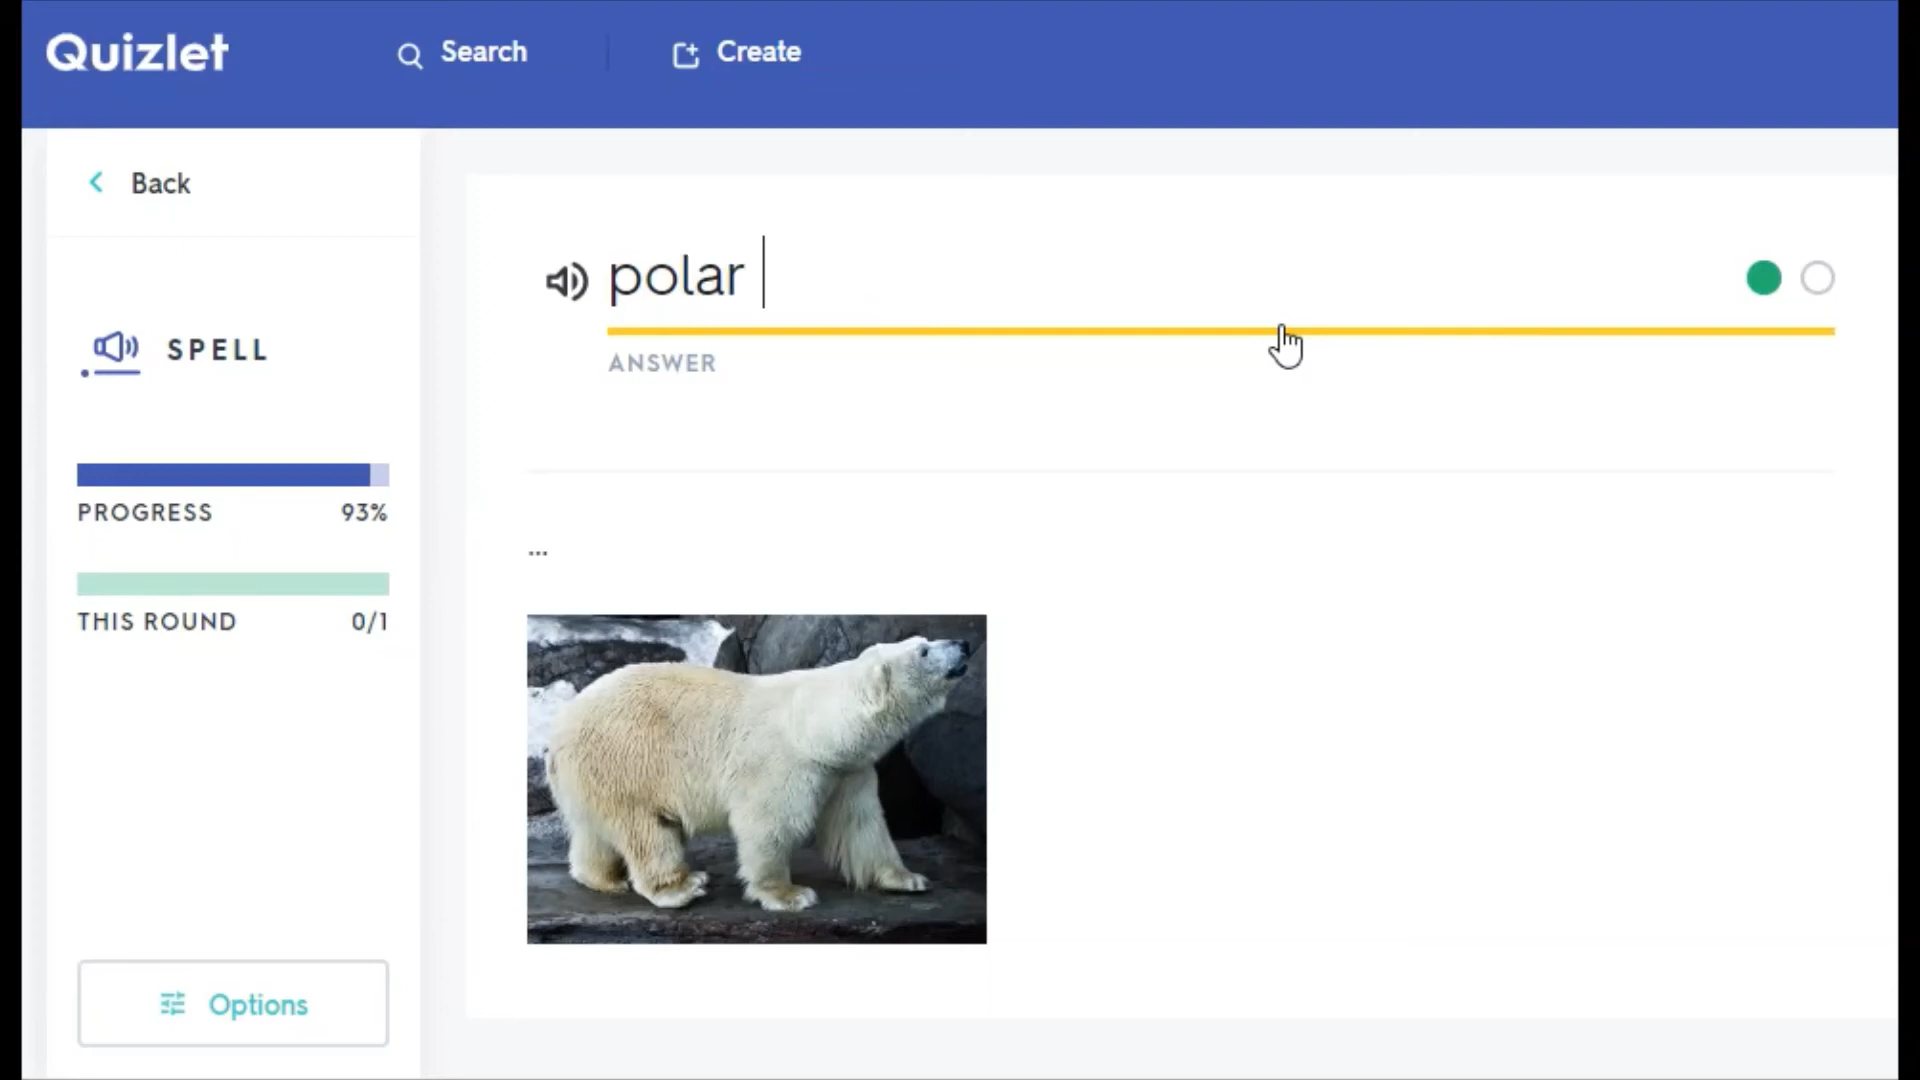 Quizlet
Search
Create
Back
SPELL
PROGRESS 93%
THIS ROUND 0/1
Options
polar
ANSWER
...